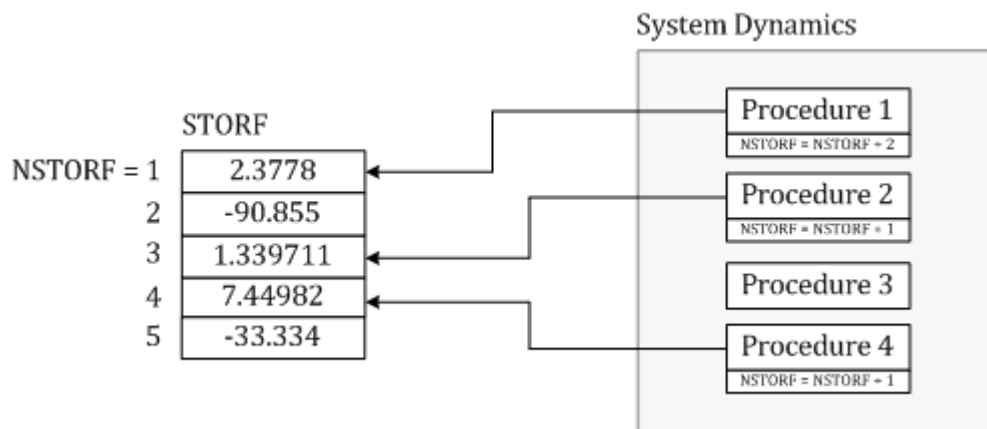 System Dynamics
Procedure 1
NSTORF = NSTORF + 2
STORF
NSTORF = 1 2.3778
2 -90.855
3 1.339711
4 7.44982
5 -33.334
Procedure 2
NSTORF = NSTORF + 1
Procedure 3
Procedure 4
NSTORF = NSTORF + 1